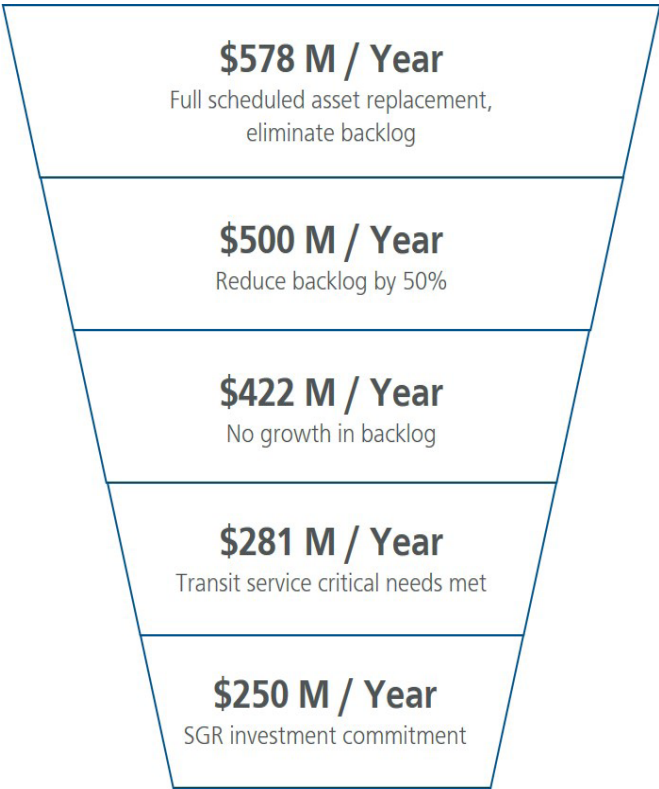 $578 M / Year
Full scheduled asset replacement,
eliminate backlog
$500 M / Year
Reduce backlog by 50%
$422 M / Year
No growth in backlog
$281 M / Year
Transit service critical needs met
$250 M / Year
SGR investment commitment